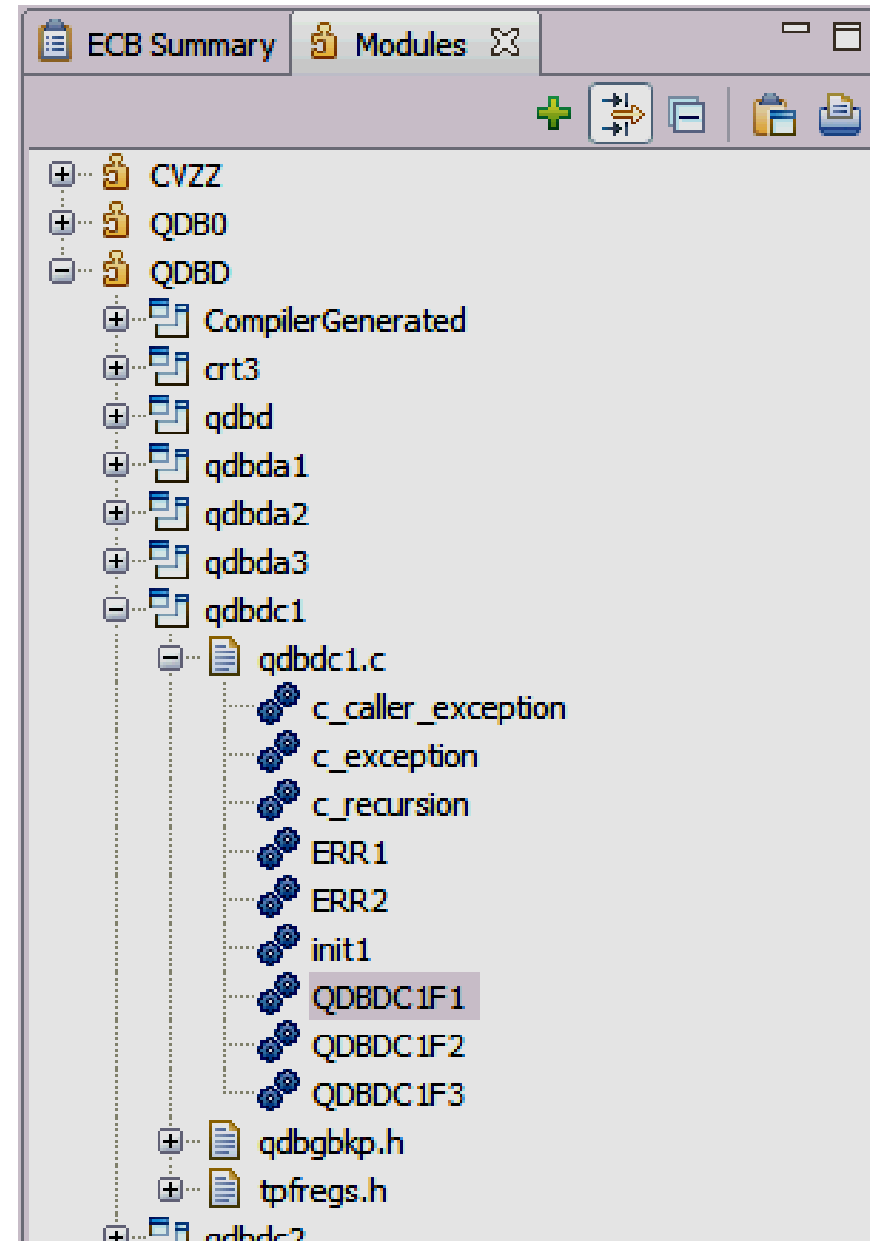 ECB Summary Modules
CVZZ
QDB0
QDBD
CompilerGenerated
crt3
qdbd
qdbda1
qdbda2
qdbda3
qdbdc1
qdbdc1.c
c_caller_exception
c_exception
c_recursion
ERR1
ERR2
init1
QDBDC1F1
QDBDC1F2
QDBDC1F3
qdbgbkp.h
tpfregs.h
qdbdc2